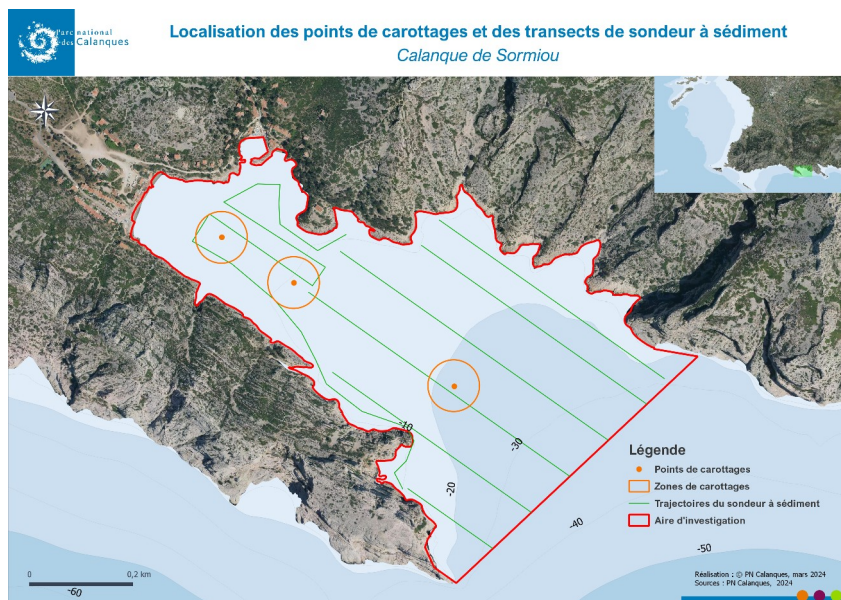 Parc national
des Calanques
Localisation des points de carottages et des transects de sondeur à sédiment
Calanque de Sormiou
-10
-30
-20
-40
-50
-60
Légende
Points de carottages
Zones de carottages
Trajectoires du sondeur à sédiment
Aire d'investigation
0 0,2 km
Réalisation : © PN Calanques, mars 2024
Sources : PN Calanques, 2024